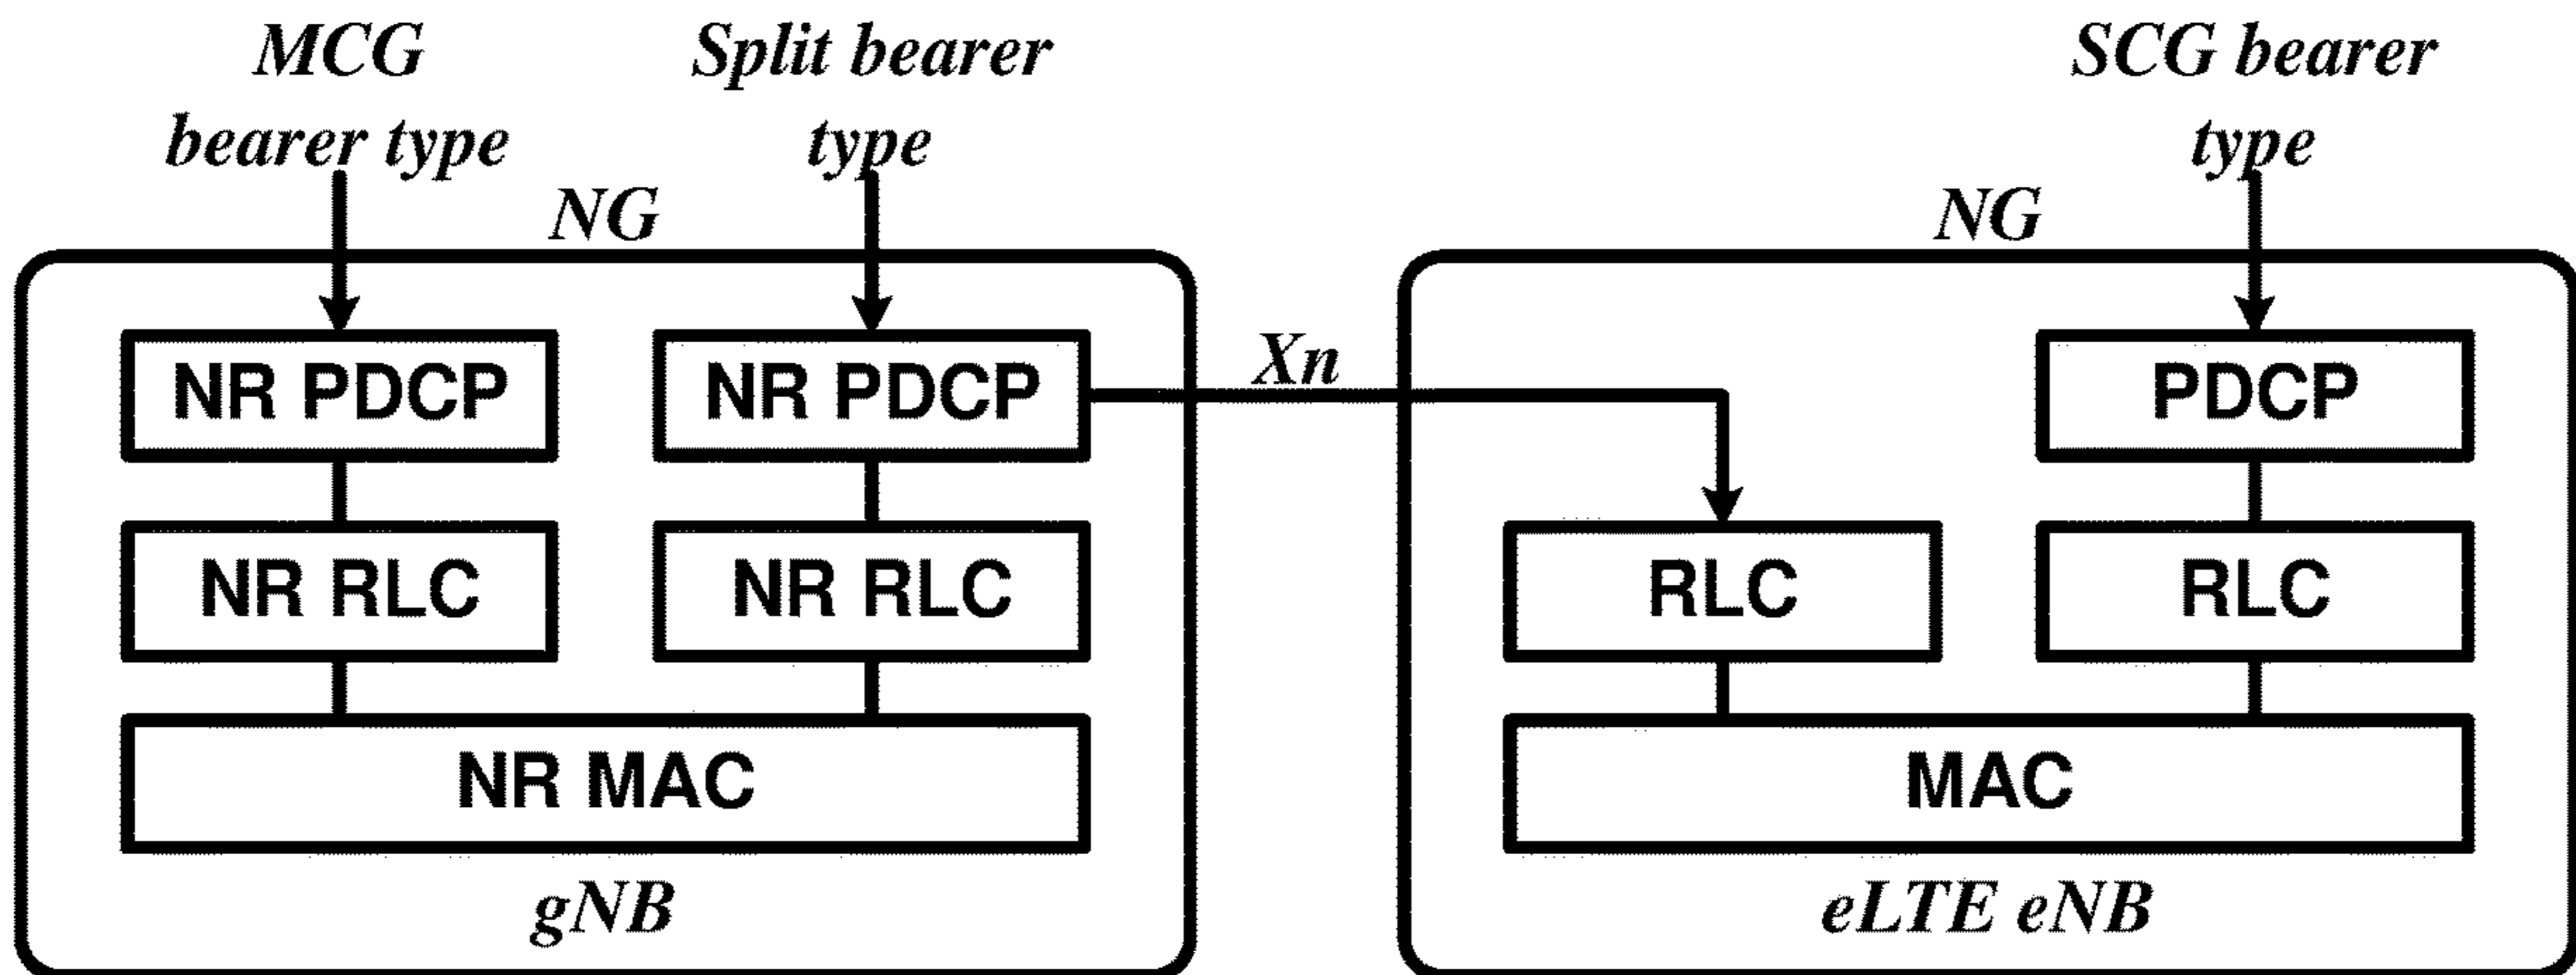 MCG
bearer type
Split bearer
type
SCG bearer
type
NG
NG
Xn
NR PDCP
NR PDCP
PDCP
NR RLC
NR RLC
RLC
RLC
NR MAC
MAC
gNB
eLTE eNB